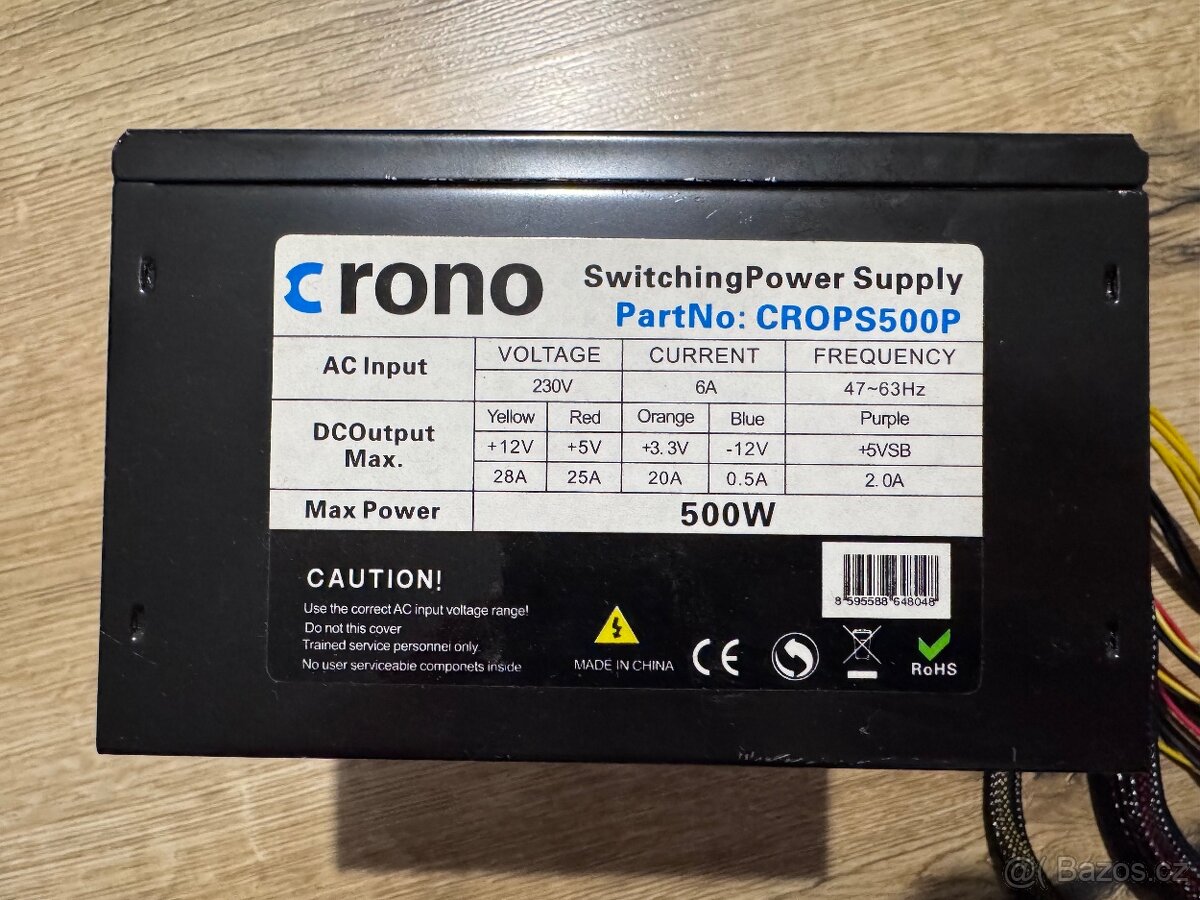 crono
SwitchingPower Supply
PartNo: CROPS500P
AC Input
VOLTAGE CURRENT FREQUENCY
230V 6A 47~63Hz
DCOutput
Max.
Yellow Red Orange Blue Purple
+12V +5V +3.3V -12V +5VSB
28A 25A 20A 0.5A 2.0A
Max Power 500W
CAUTION!
Use the correct AC input voltage range!
Do not this cover
Trained service personnel only.
No user serviceable componets inside
MADE IN CHINA
CE
8 595588 648048
RoHS
@( Bazos.cz